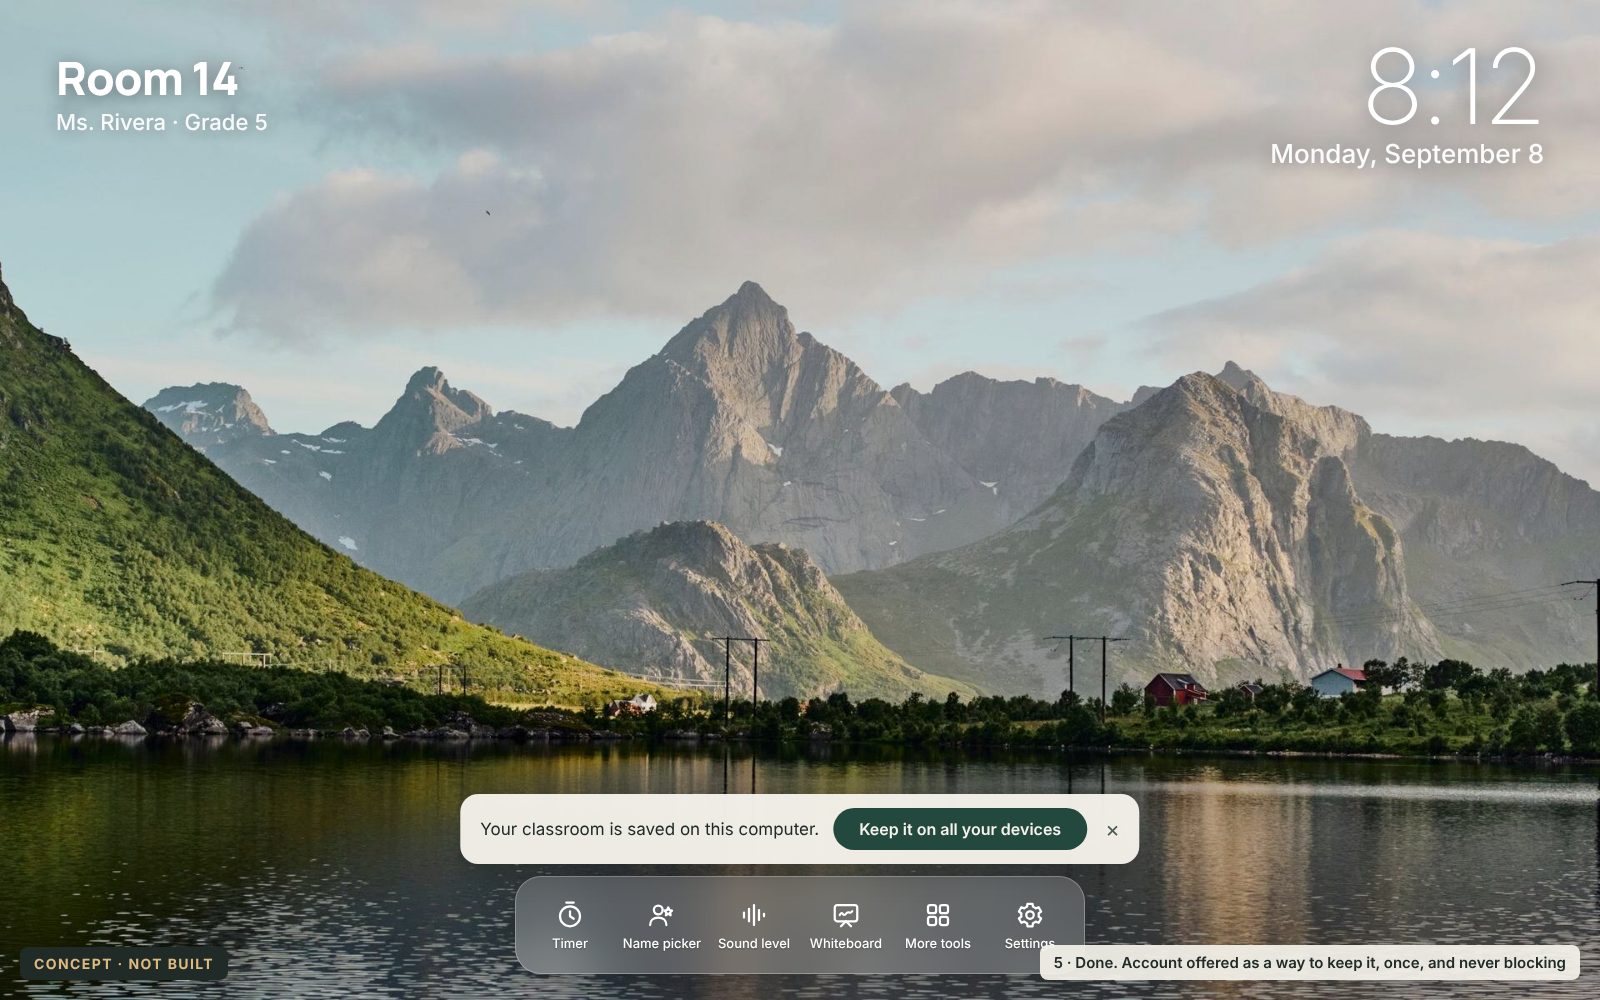 Room 14
Ms. Rivera · Grade 5
8:12
Monday, September 8
Your classroom is saved on this computer.
Keep it on all your devices
×
Timer
Name picker
Sound level
Whiteboard
More tools
Settings
CONCEPT · NOT BUILT
5 · Done. Account offered as a way to keep it, once, and never blocking